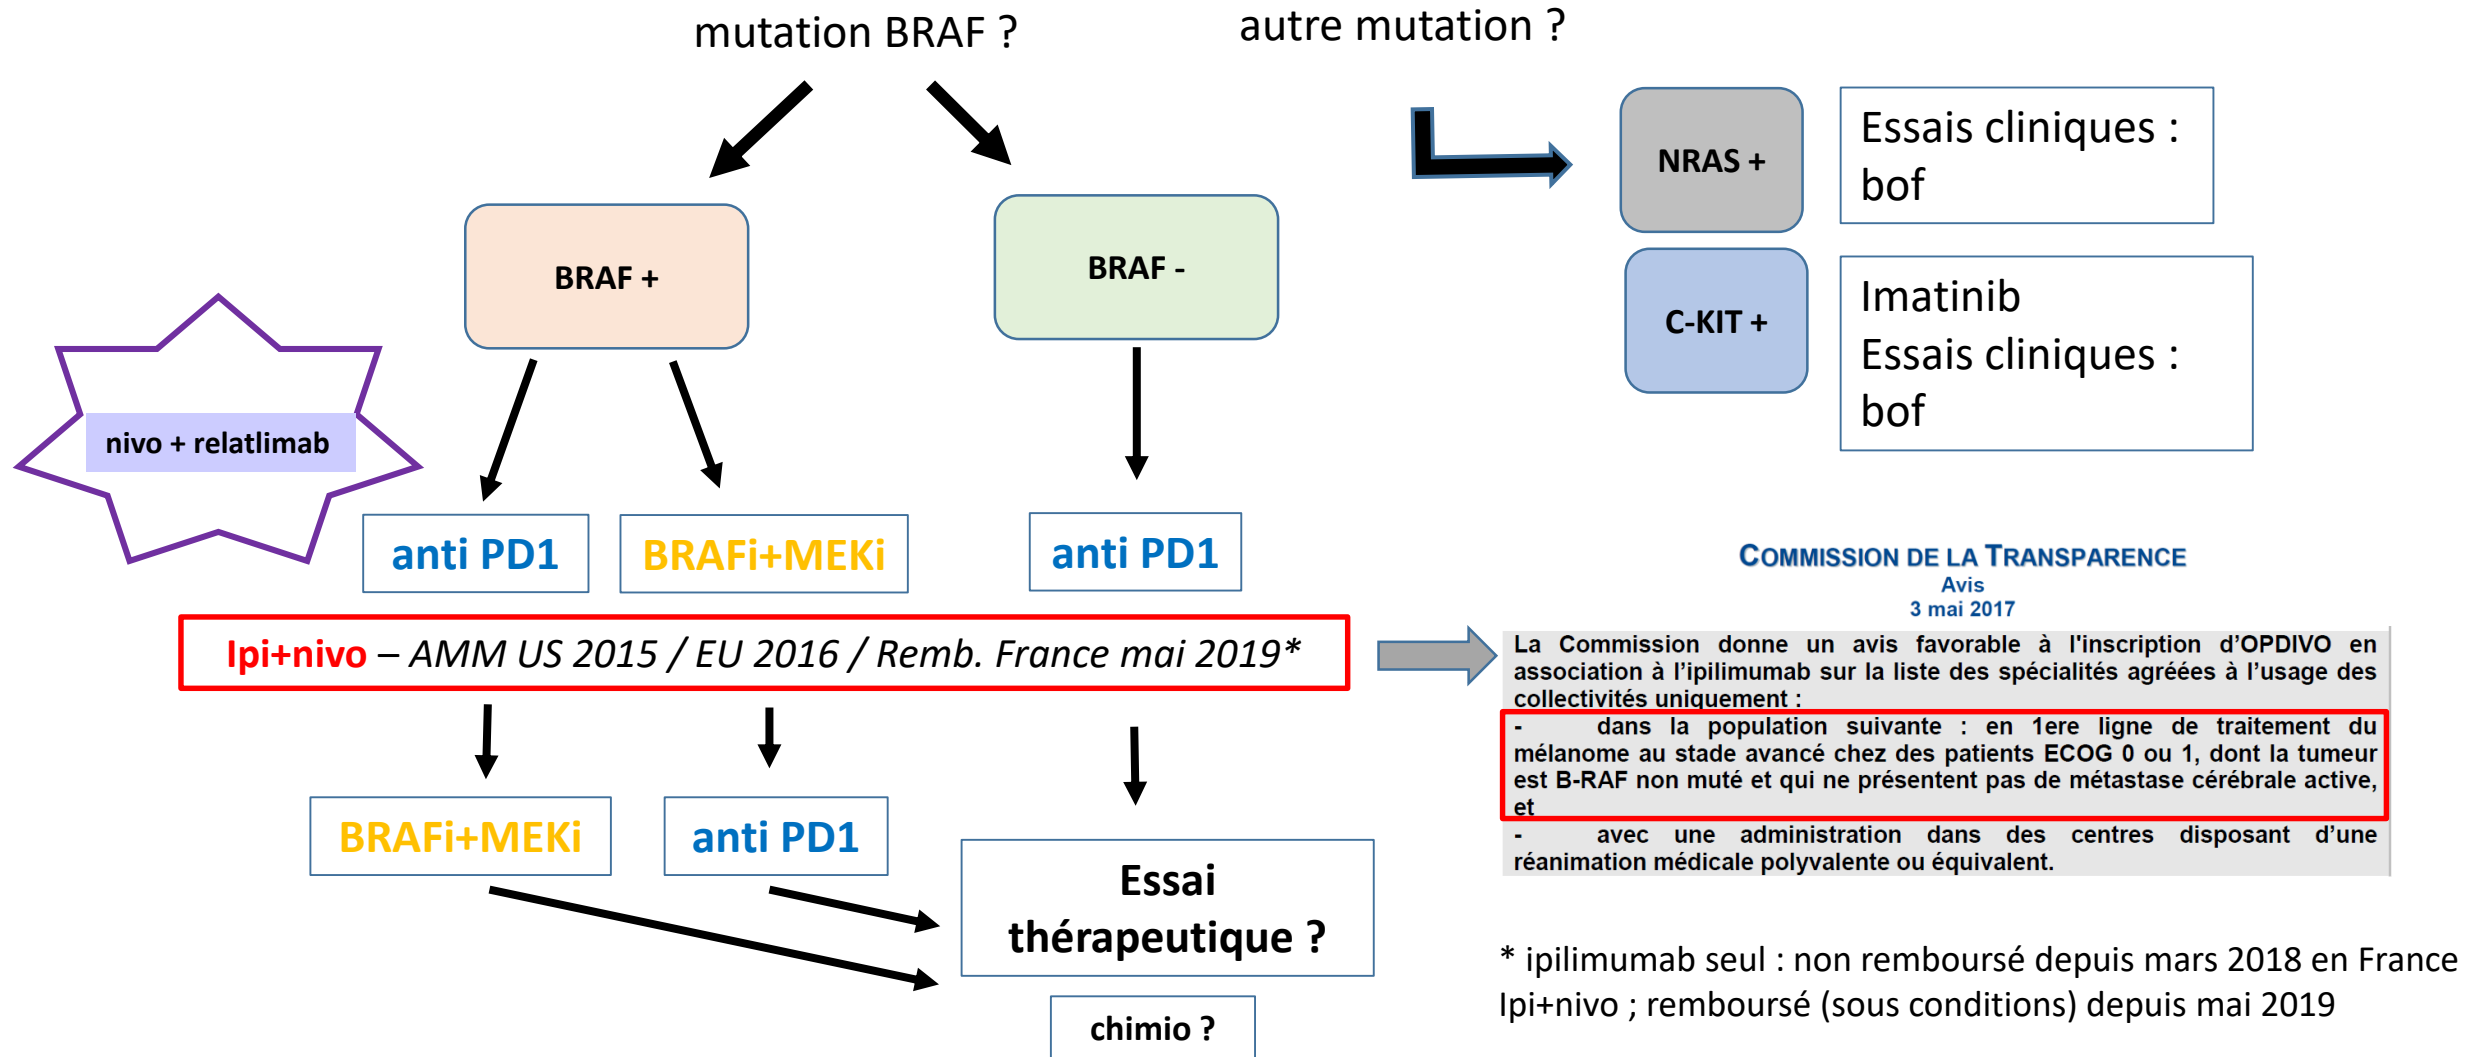 mutation BRAF ?
autre mutation ?
NRAS +
Essais cliniques :
bof
BRAF +
BRAF -
C-KIT +
Imatinib
Essais cliniques :
bof
nivo + relatlimab
anti PD1
BRAFi+MEKi
anti PD1
Ipi+nivo – AMM US 2015 / EU 2016 / Remb. France mai 2019*
COMMISSION DE LA TRANSPARENCE
Avis
3 mai 2017
La Commission donne un avis favorable à l'inscription d'OPDIVO en
association à l'ipilimumab sur la liste des spécialités agréées à l'usage des
collectivités uniquement :
- dans la population suivante : en 1ere ligne de traitement du
mélanome au stade avancé chez des patients ECOG 0 ou 1, dont la tumeur
est B-RAF non muté et qui ne présentent pas de métastase cérébrale active,
et
- avec une administration dans des centres disposant d'une
réanimation médicale polyvalente ou équivalent.
BRAFi+MEKi
anti PD1
Essai
thérapeutique ?
chimio ?
* ipilimumab seul : non remboursé depuis mars 2018 en France
Ipi+nivo ; remboursé (sous conditions) depuis mai 2019